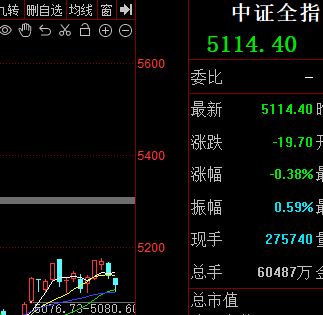 九转 删自选 均线 窗
5600
5400
5200
5076.73-5080.60
中证全指
5114.40
委比 –
最新 5114.40
涨跌 -19.70
涨幅 -0.38%
振幅 0.59%
现手 275740
总手 60487万
总市值